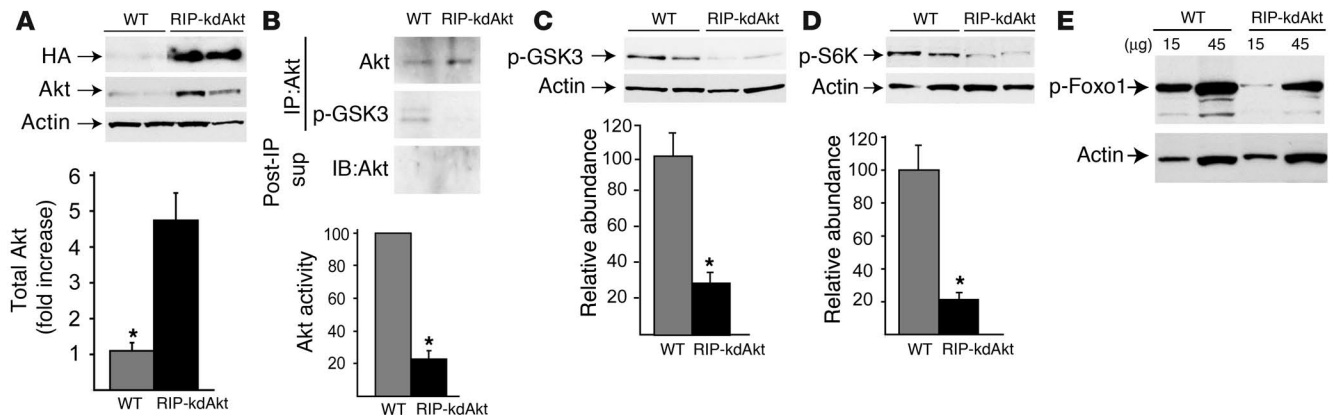 A
WT RIP-kdAkt
HA
Akt
Actin
6
5
4
3
2
1
Total Akt
(fold increase)
*
WT RIP-kdAkt
B
WT RIP-kdAkt
IP:Akt
Akt
p-GSK3
Post-IP
sup
IB:Akt
100
80
60
40
20
Akt activity
*
WT RIP-kdAkt
C
WT RIP-kdAkt
p-GSK3
Actin
120
100
80
60
40
20
Relative abundance
*
WT RIP-kdAkt
D
WT RIP-kdAkt
p-S6K
Actin
120
100
80
60
40
20
Relative abundance
*
WT RIP-kdAkt
E
WT RIP-kdAkt
(μg) 15 45 15 45
p-Foxo1
Actin